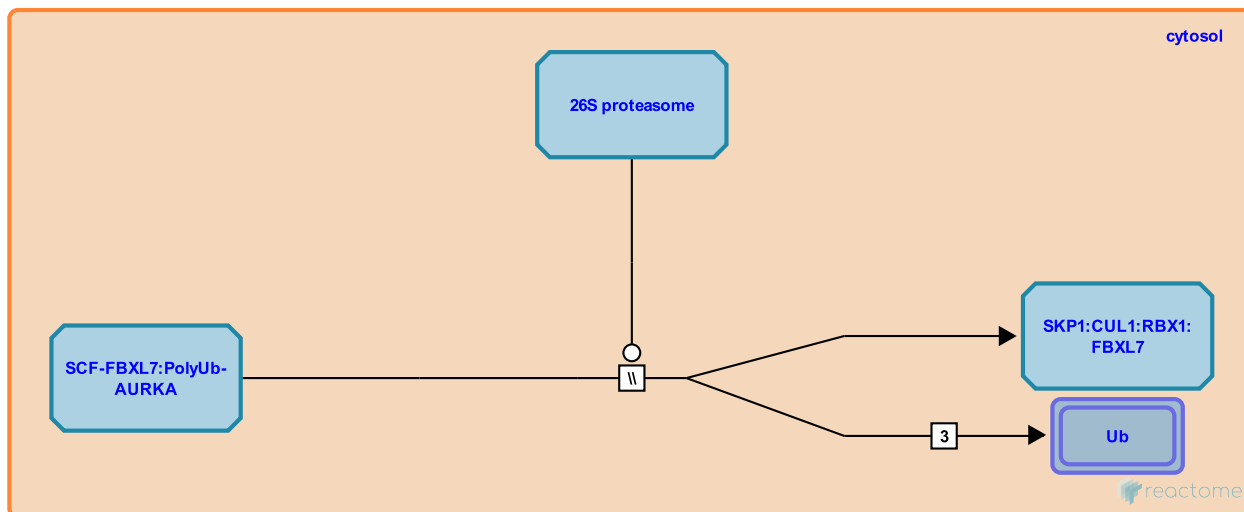 cytosol
26S proteasome
SKP1:CUL1:RBX1:
FBXL7
SCF-FBXL7:PolyUb-
AURKA
\\
3
Ub
reactome